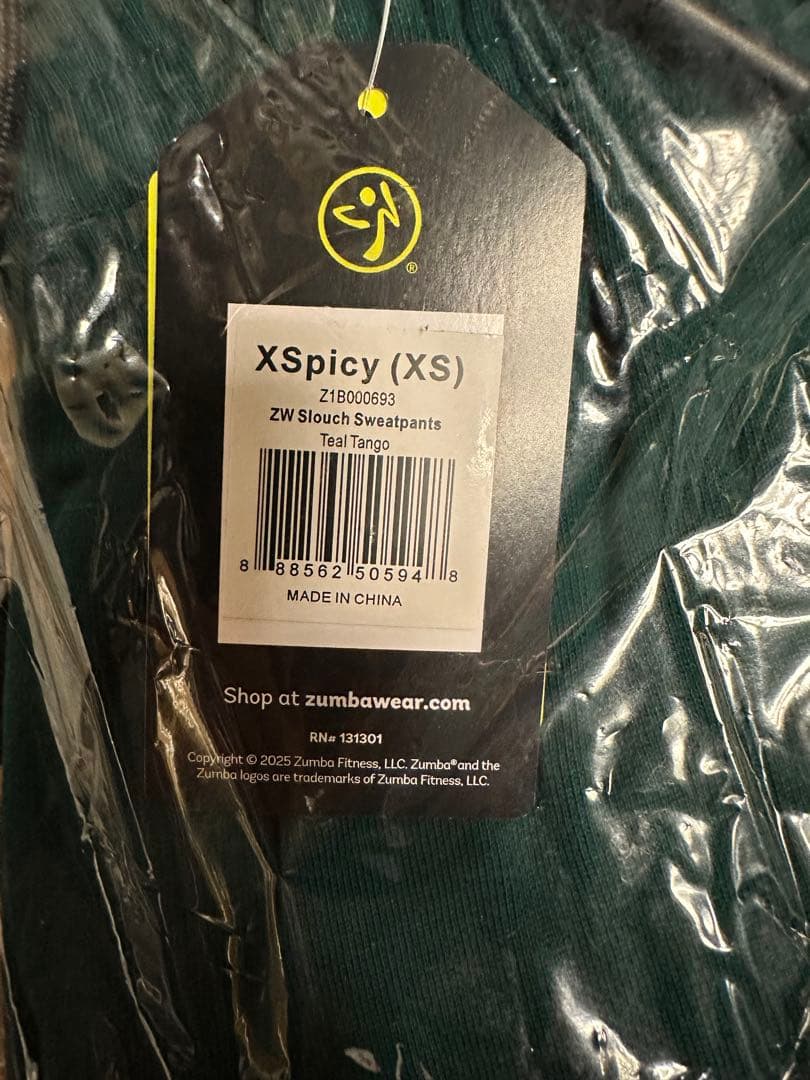 ®
XSpicy (XS)
Z1B000693
ZW Slouch Sweatpants
Teal Tango
8 88562 50594 8
MADE IN CHINA
Shop at zumbawear.com
RN# 131301
Copyright © 2025 Zumba Fitness, LLC. Zumba® and the
Zumba logos are trademarks of Zumba Fitness, LLC.